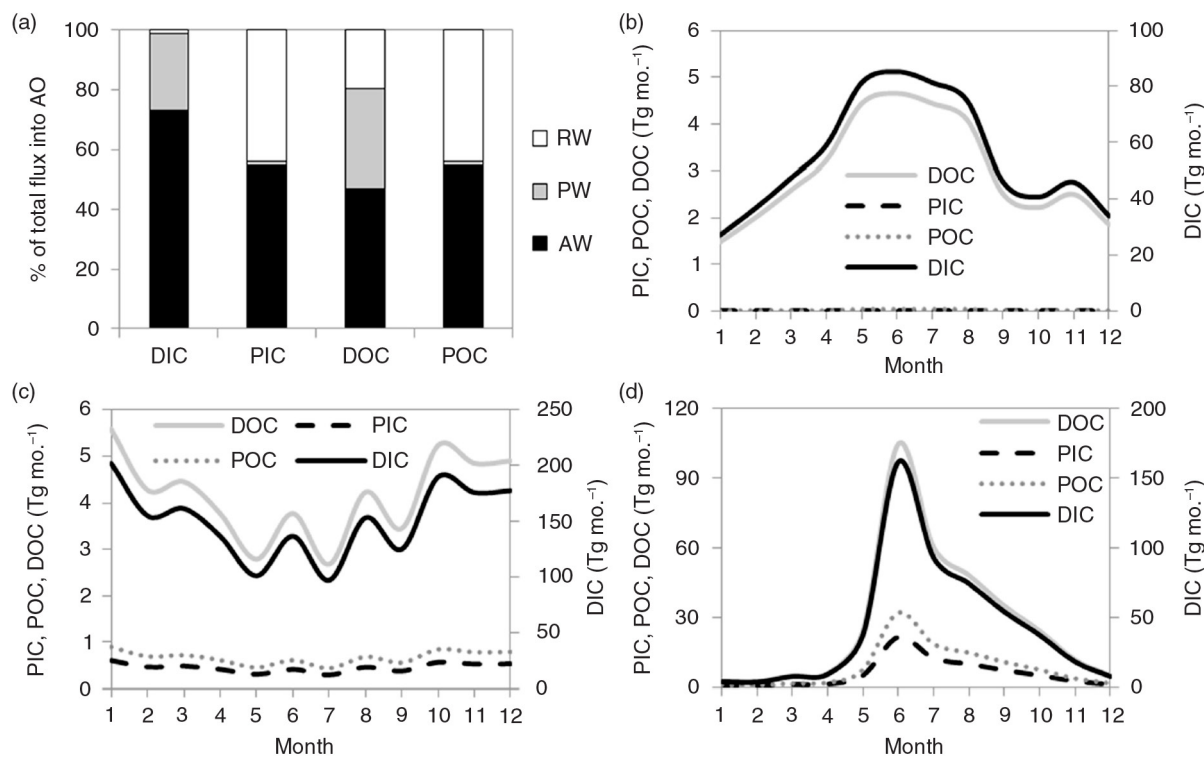 (a)
% of total flux into AO
100
80
60
40
20
0
DIC PIC DOC POC
RW
PW
AW
(b)
PIC, POC, DOC (Tg mo.⁻¹)
6
5
4
3
2
1
0
DOC
PIC
POC
DIC
100
80
60
40
20
0
DIC (Tg mo.⁻¹)
1 2 3 4 5 6 7 8 9 10 11 12
Month
(c)
PIC, POC, DOC (Tg mo.⁻¹)
6
5
4
3
2
1
0
DOC PIC
POC DIC
250
200
150
100
50
0
DIC (Tg mo.⁻¹)
1 2 3 4 5 6 7 8 9 10 11 12
Month
(d)
PIC, POC, DOC (Tg mo.⁻¹)
120
90
60
30
0
DOC
PIC
POC
DIC
200
150
100
50
0
DIC (Tg mo.⁻¹)
1 2 3 4 5 6 7 8 9 10 11 12
Month